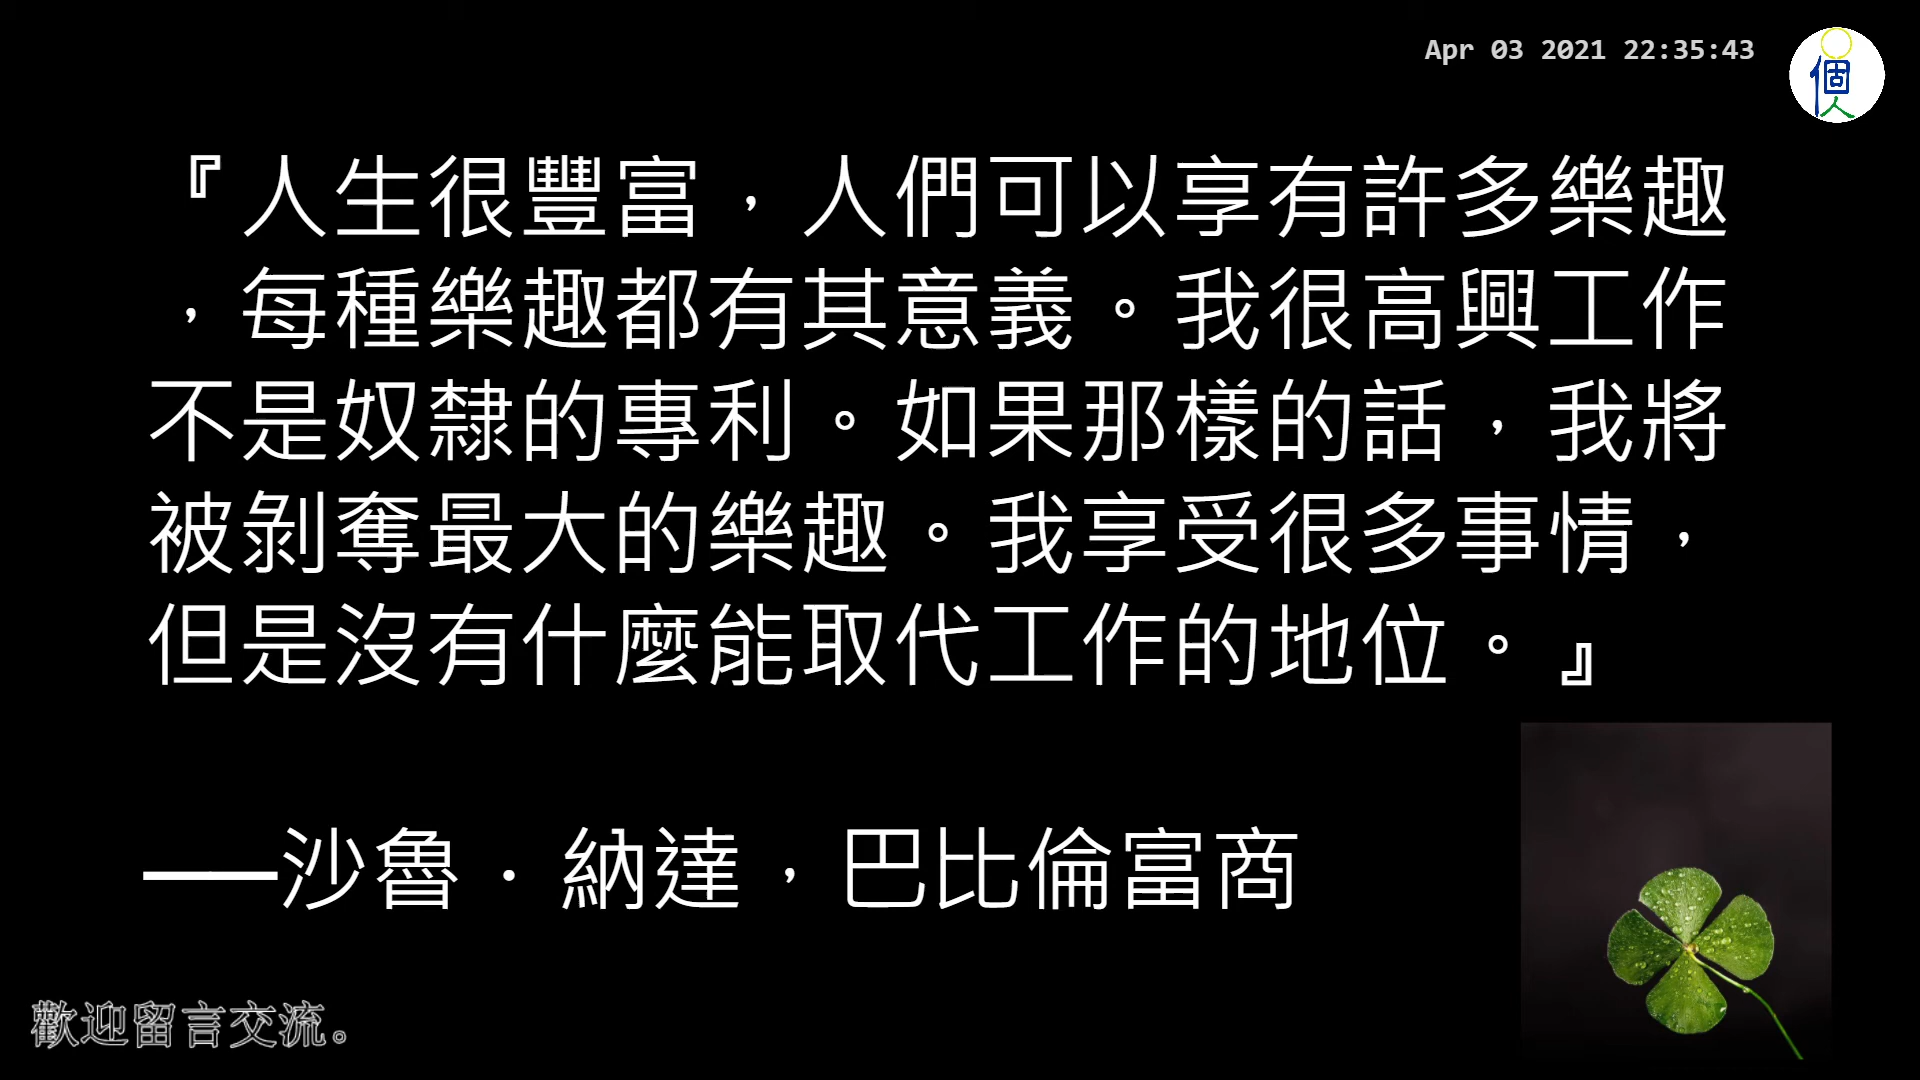 Apr 03 2021 22:35:43
個人
『人生很豐富，人們可以享有許多樂趣
，每種樂趣都有其意義。我很高興工作
不是奴隸的專利。如果那樣的話，我將
被剝奪最大的樂趣。我享受很多事情，
但是沒有什麼能取代工作的地位。』
——沙魯．納達，巴比倫富商
歡迎留言交流。